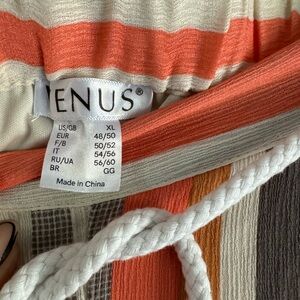 VENUS®
US/GB XL
EUR 48/50
F/B 50/52
IT 54/56
RU/UA 56/60
BR GG
Made in China